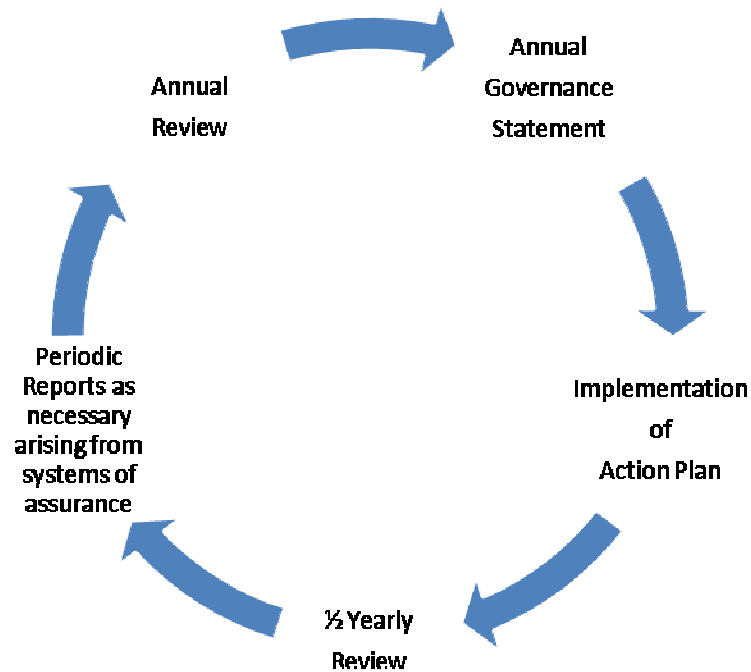 Annual
Review
Annual
Governance
Statement
Implementation
of
Action Plan
½ Yearly
Review
Periodic
Reports as
necessary
arising from
systems of
assurance